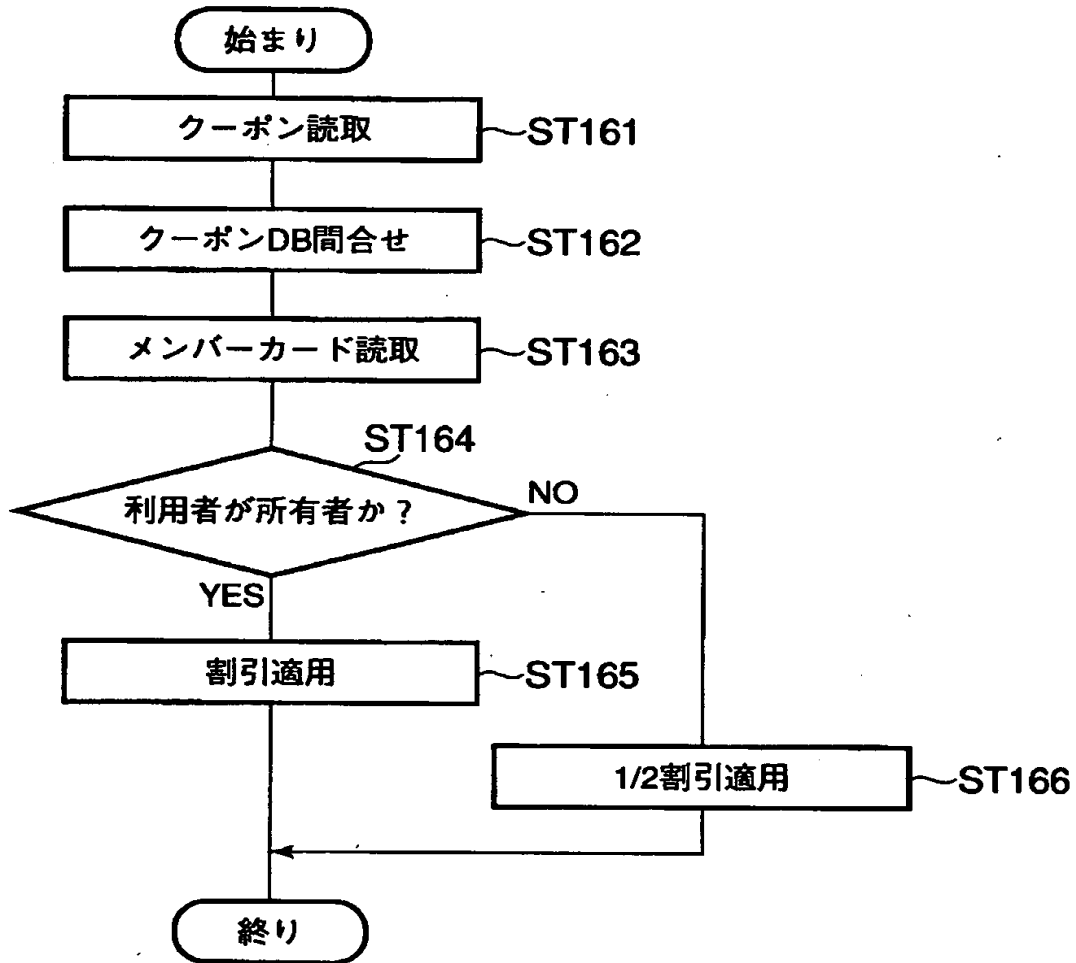 始まり
クーポン読取
ST161
クーポンDB問合せ
ST162
メンバーカード読取
ST163
ST164
利用者が所有者か?
NO
YES
割引適用
ST165
1/2割引適用
ST166
終り